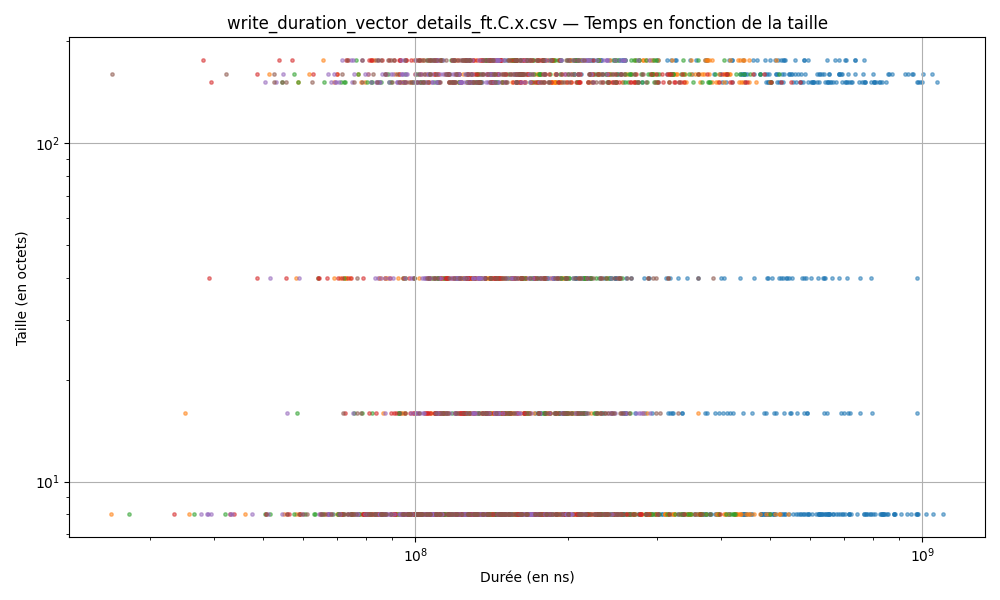 write_duration_vector_details_ft.C.x.csv — Temps en fonction de la taille
Taille (en octets)
10²
10¹
10⁸
10⁹
Durée (en ns)